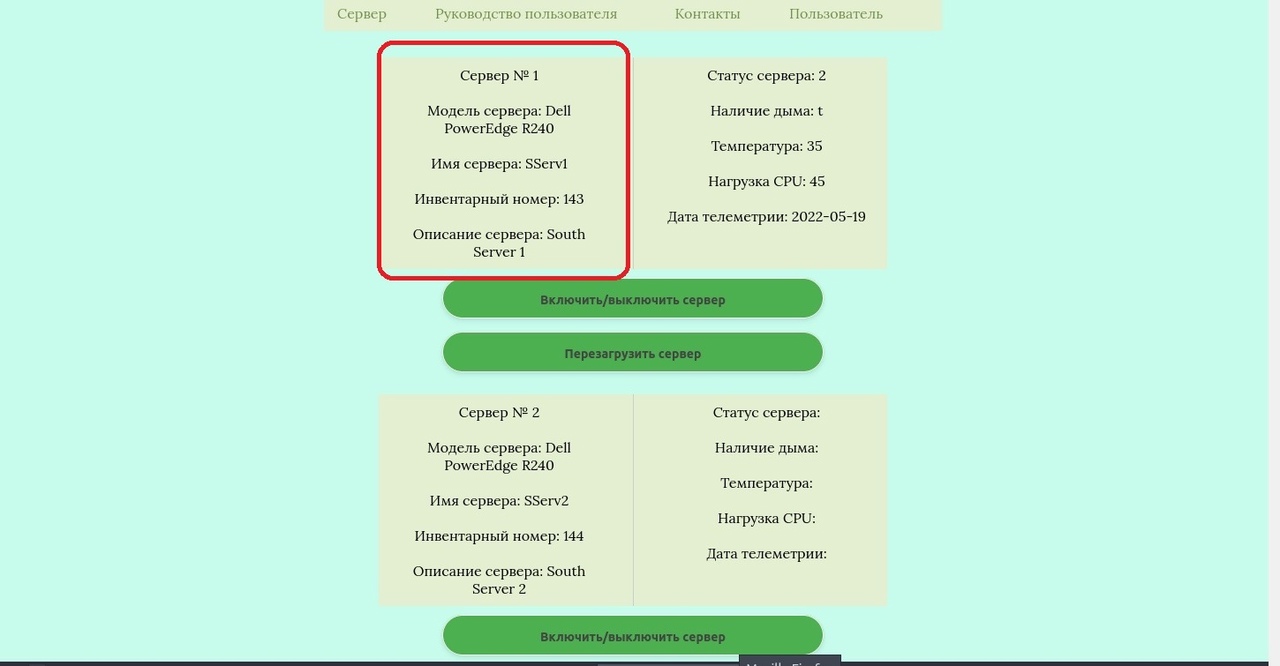 Сервер Руководство пользователя Контакты Пользователь
Сервер № 1
Модель сервера: Dell
PowerEdge R240
Имя сервера: SServ1
Инвентарный номер: 143
Описание сервера: South
Server 1
Статус сервера: 2
Наличие дыма: t
Температура: 35
Нагрузка CPU: 45
Дата телеметрии: 2022-05-19
Включить/выключить сервер
Перезагрузить сервер
Сервер № 2
Модель сервера: Dell
PowerEdge R240
Имя сервера: SServ2
Инвентарный номер: 144
Описание сервера: South
Server 2
Статус сервера:
Наличие дыма:
Температура:
Нагрузка CPU:
Дата телеметрии:
Включить/выключить сервер